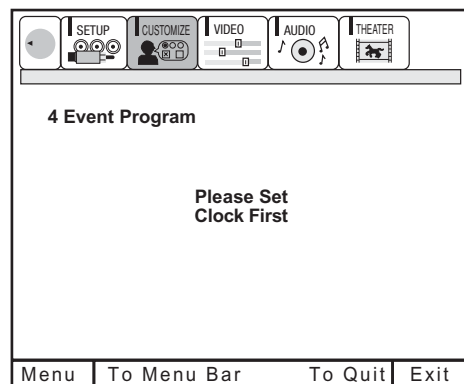 SETUP CUSTOMIZE VIDEO AUDIO THEATER
4 Event Program
Please Set
Clock First
Menu To Menu Bar To Quit Exit